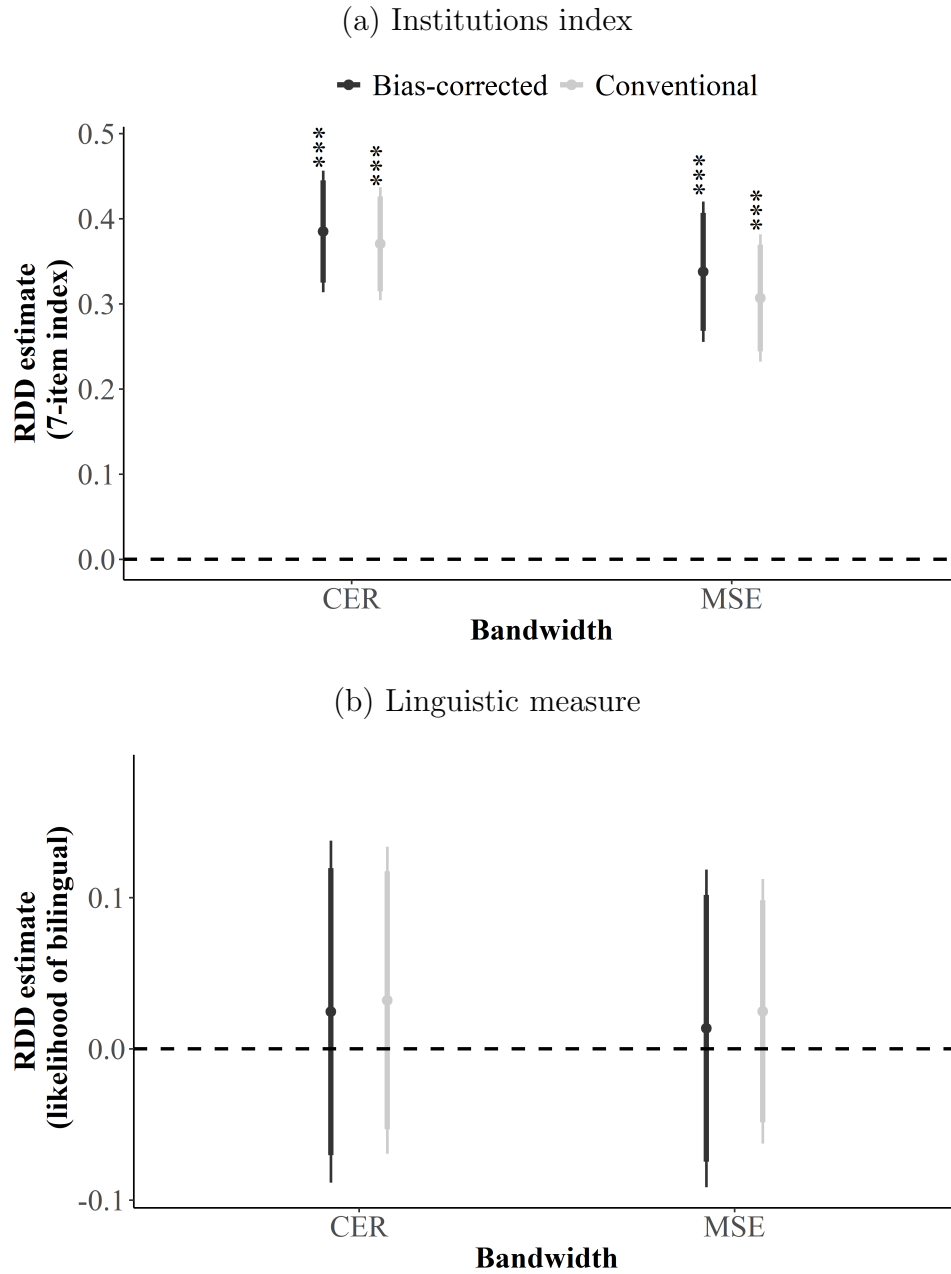 (a) Institutions index
Bias-corrected Conventional
RDD estimate
(7-item index)
0.5
0.4
0.3
0.2
0.1
0.0
***
***
***
***
CER MSE
Bandwidth
(b) Linguistic measure
RDD estimate
(likelihood of bilingual)
0.1
0.0
-0.1
CER MSE
Bandwidth